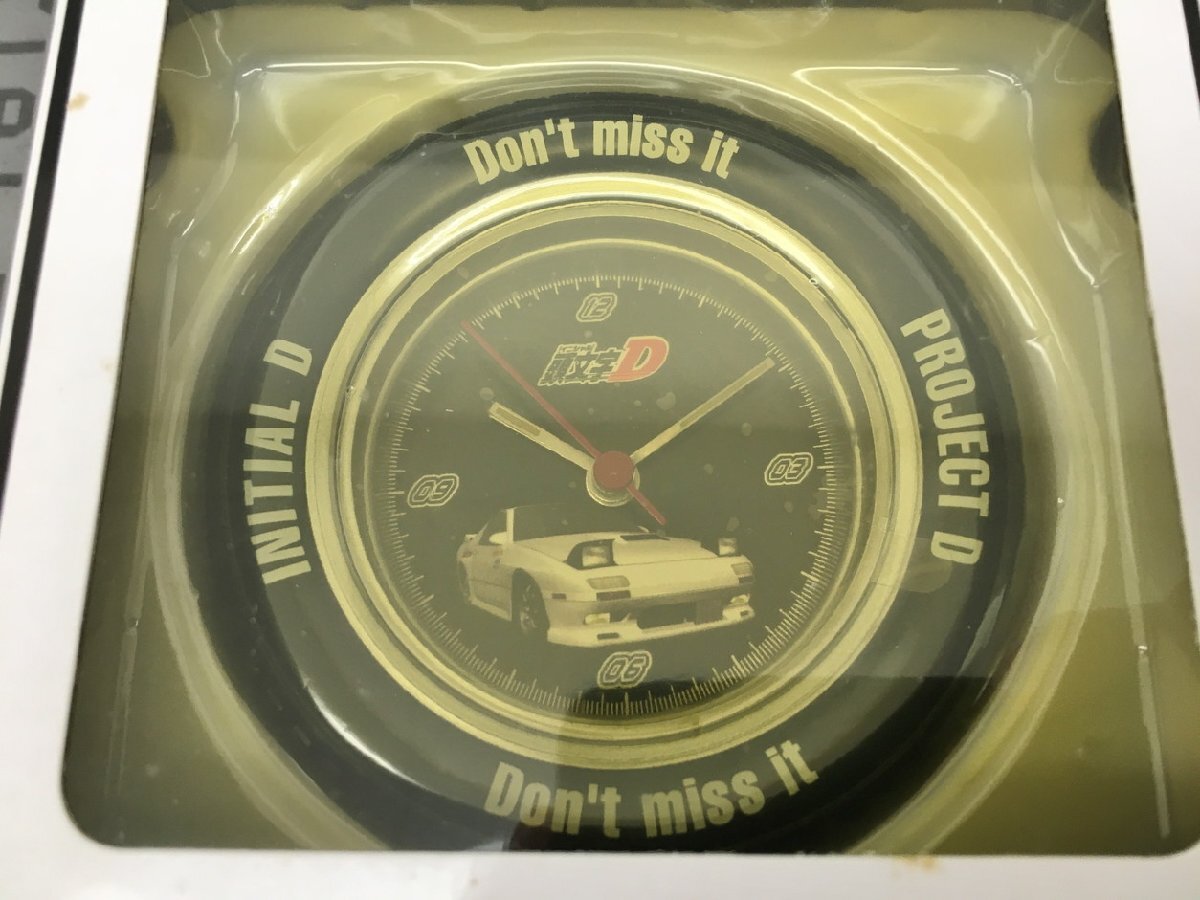 Don't miss it
PROJECT D
INITIAL D
12
頭文字D
09
03
06
Don't miss it